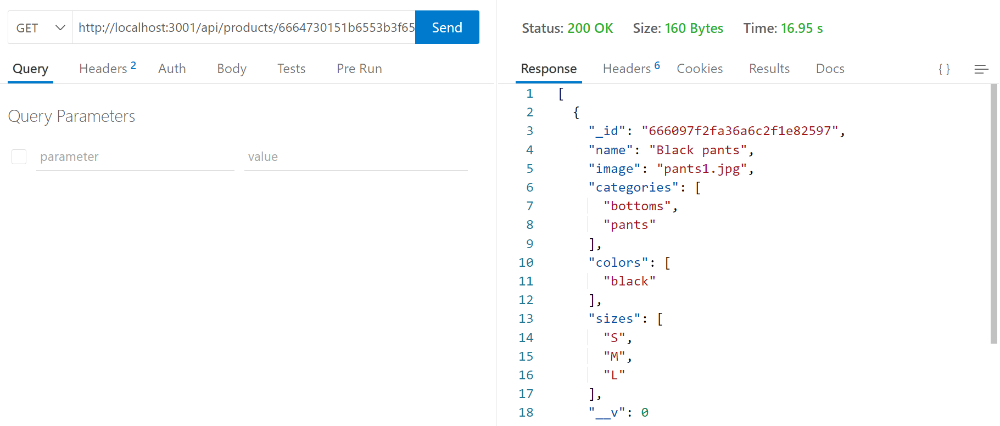 GET http://localhost:3001/api/products/6664730151b6553b3f65 Send
Query Headers 2 Auth Body Tests Pre Run
Query Parameters
parameter value
Status: 200 OK Size: 160 Bytes Time: 16.95 s
Response Headers 6 Cookies Results Docs { }
1 [
2 {
3 "_id": "666097f2fa36a6c2f1e82597",
4 "name": "Black pants",
5 "image": "pants1.jpg",
6 "categories": [
7 "bottoms",
8 "pants"
9 ],
10 "colors": [
11 "black"
12 ],
13 "sizes": [
14 "S",
15 "M",
16 "L"
17 ],
18 "__v": 0